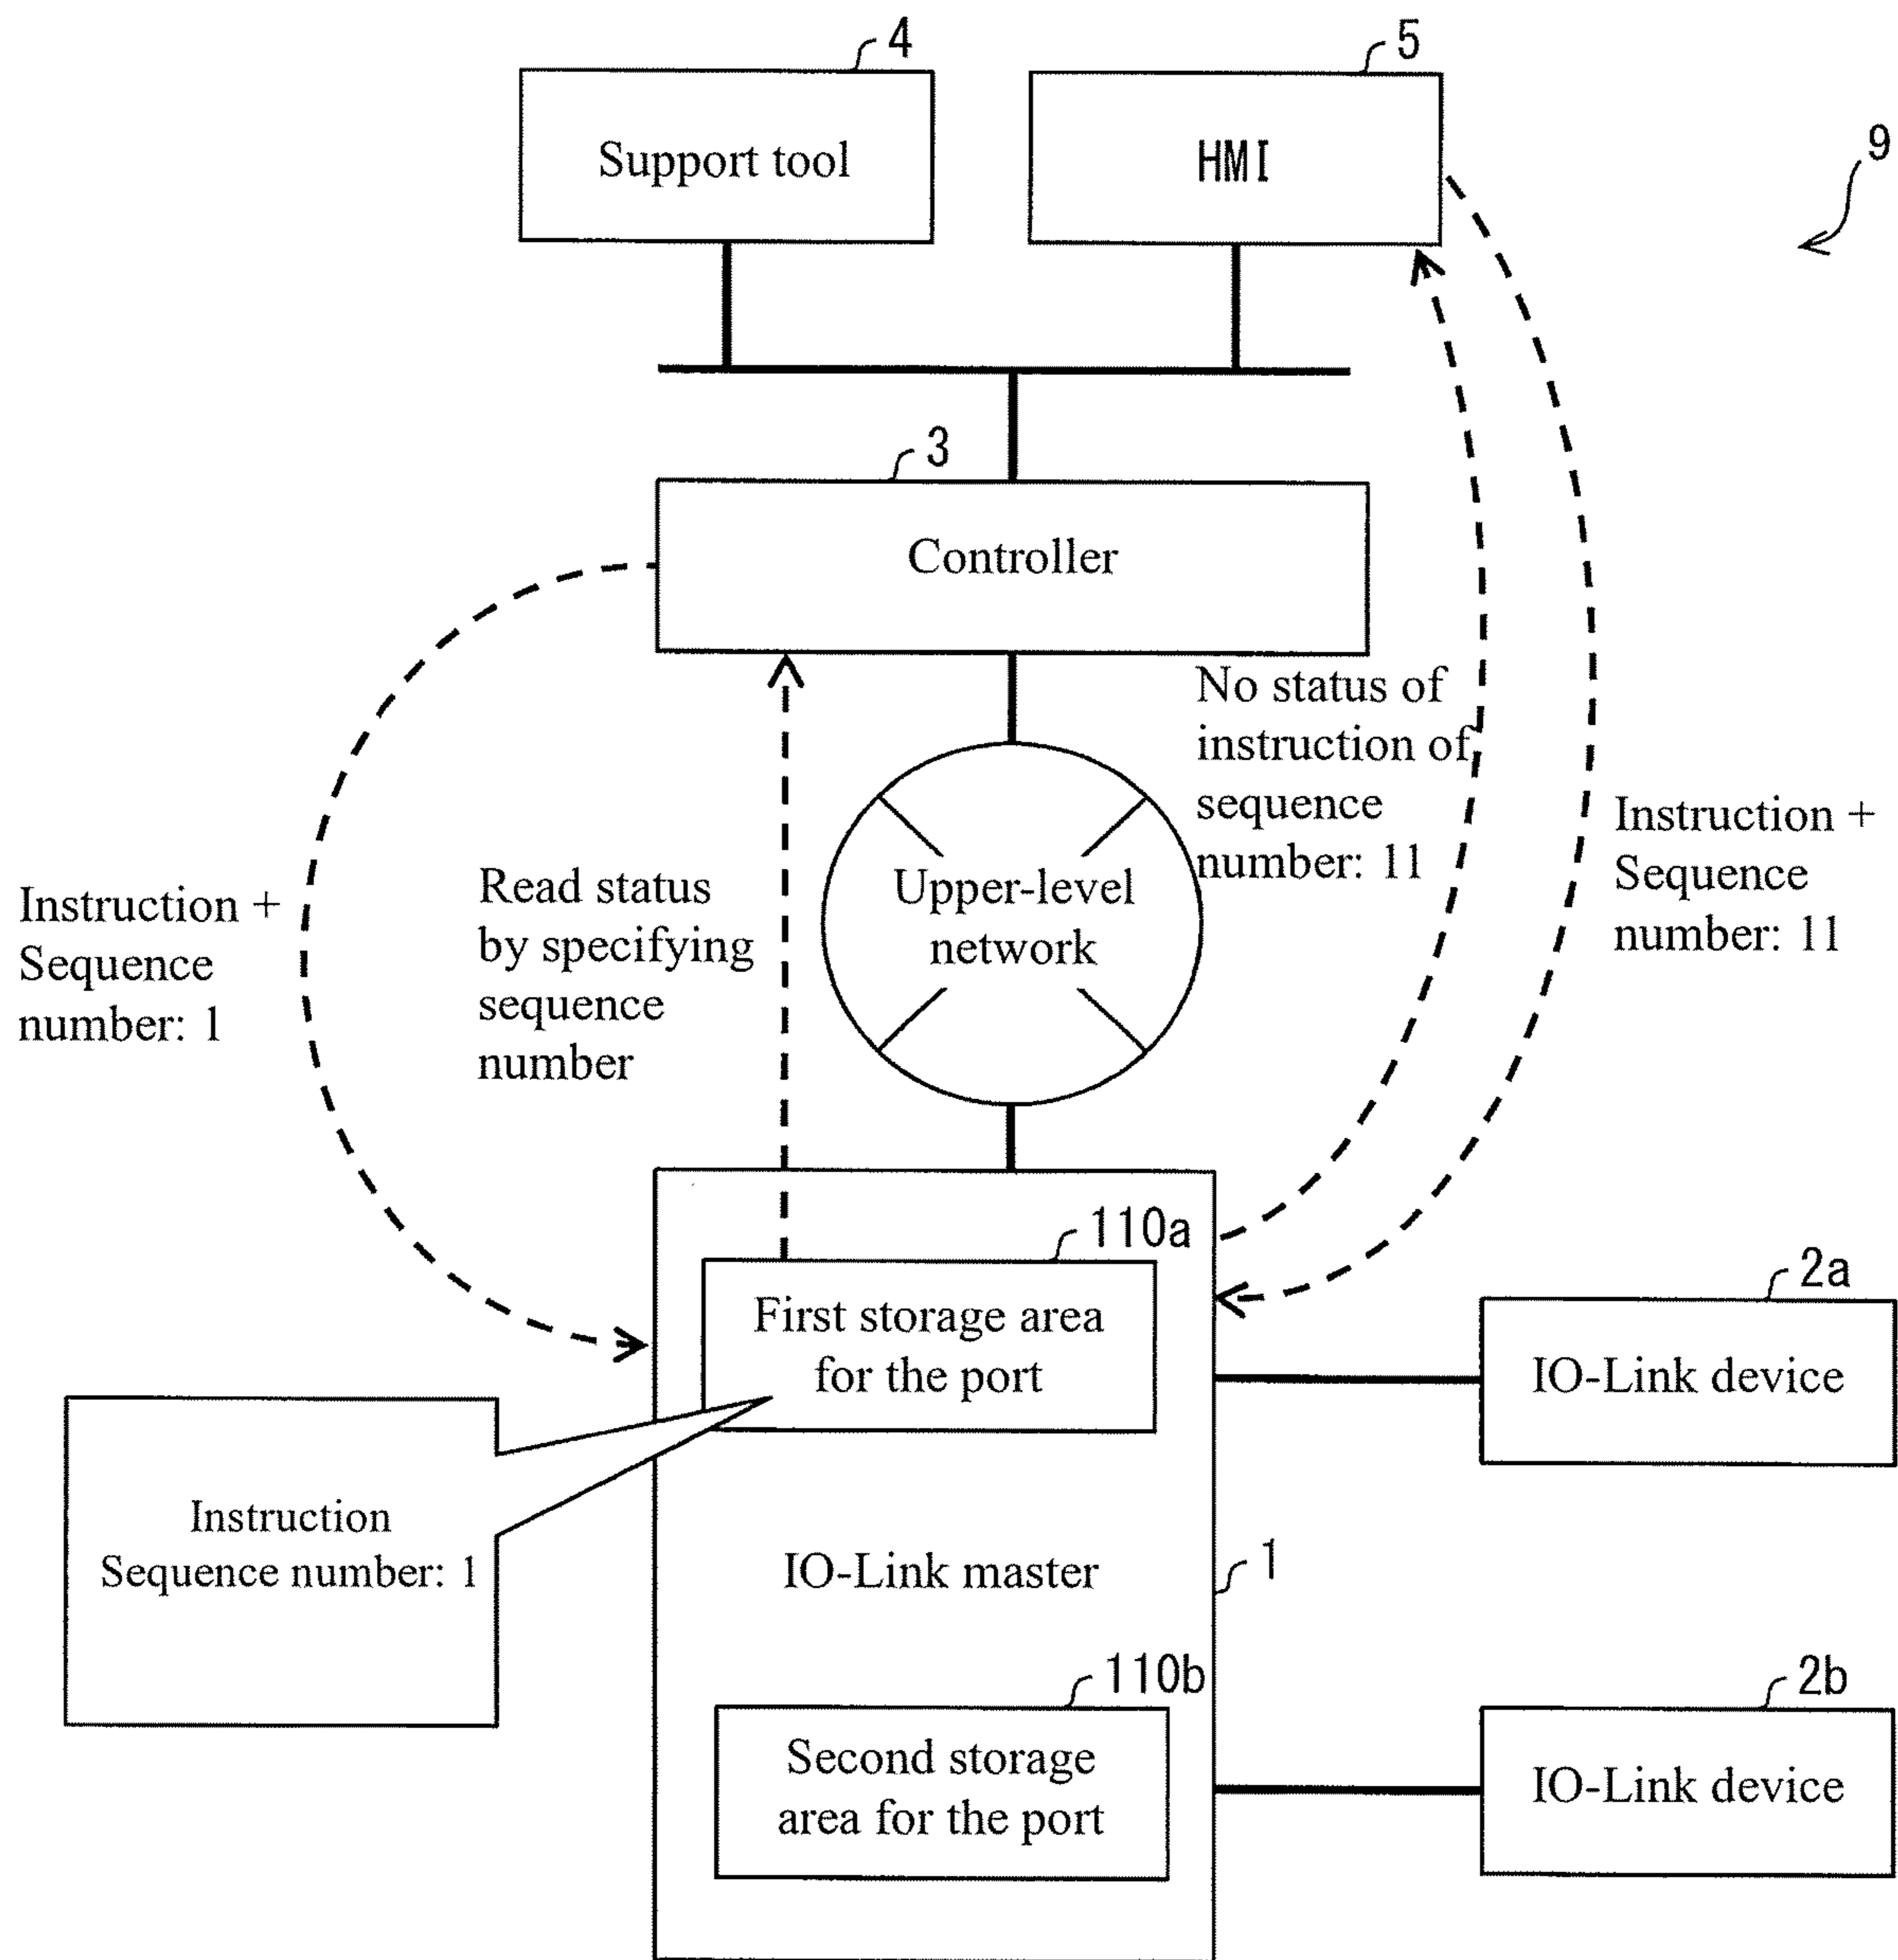 4
5
Support tool
HMI
9
3
Controller
No status of
instruction of
sequence
number: 11
Instruction +
Sequence
number: 11
Read status
by specifying
sequence
number
Upper-level
network
Instruction +
Sequence
number: 1
110a
First storage area
for the port
2a
IO-Link device
Instruction
Sequence number: 1
IO-Link master
1
110b
Second storage
area for the port
2b
IO-Link device